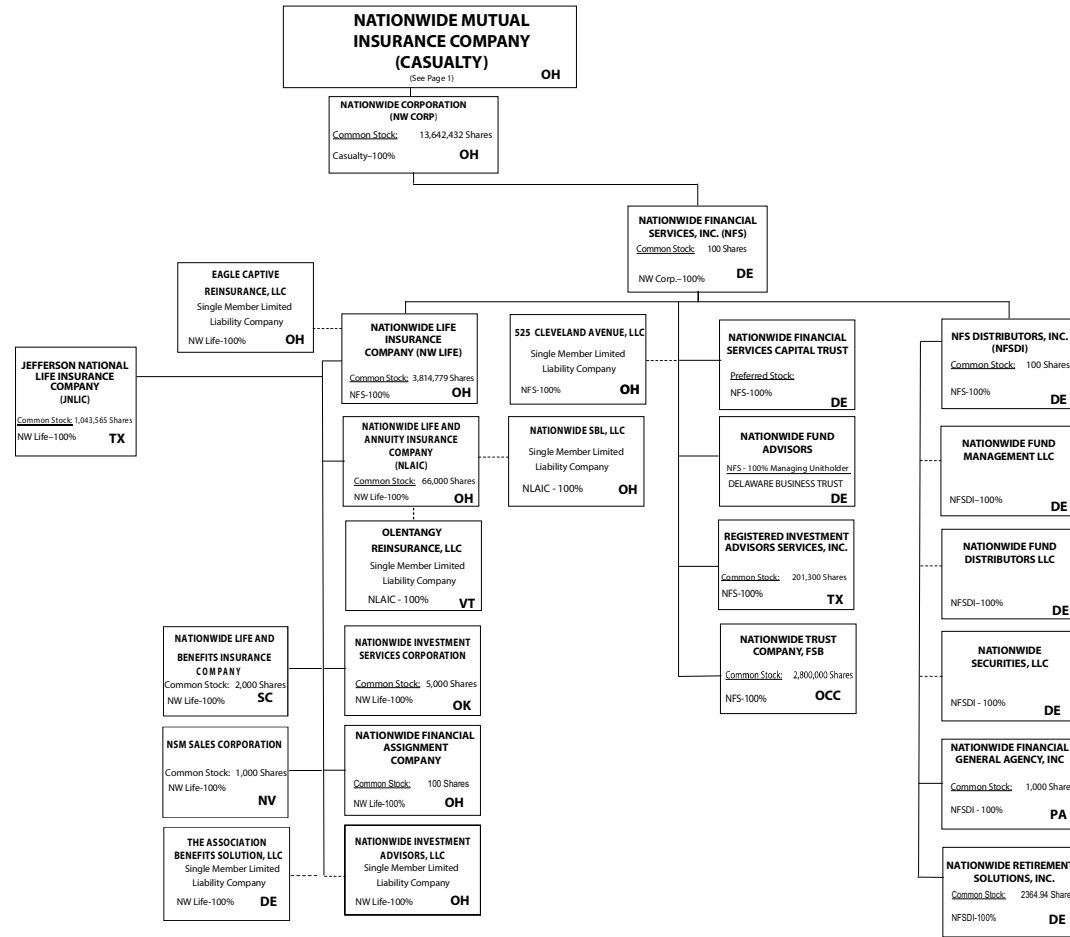 NATIONWIDE MUTUAL
INSURANCE COMPANY
(CASUALTY)
(See Page 1)
OH
NATIONWIDE CORPORATION
(NW CORP)
Common Stock: 13,642,432 Shares
Casualty–100% OH
NATIONWIDE FINANCIAL
SERVICES, INC. (NFS)
Common Stock: 100 Shares
NW Corp.–100% DE
EAGLE CAPTIVE
REINSURANCE, LLC
Single Member Limited
Liability Company
NW Life-100% OH
JEFFERSON NATIONAL
LIFE INSURANCE
COMPANY
(JNLIC)
Common Stock: 1,043,565 Shares
NW Life–100% TX
NATIONWIDE LIFE
INSURANCE
COMPANY (NW LIFE)
Common Stock: 3,814,779 Shares
NFS-100% OH
525 CLEVELAND AVENUE, LLC
Single Member Limited
Liability Company
NFS-100% OH
NATIONWIDE FINANCIAL
SERVICES CAPITAL TRUST
Preferred Stock:
NFS-100%
DE
NFS DISTRIBUTORS, INC.
(NFSDI)
Common Stock: 100 Shares
NFS-100%
DE
NATIONWIDE LIFE AND
ANNUITY INSURANCE
COMPANY
(NLAIC)
Common Stock: 66,000 Shares
NW Life-100% OH
NATIONWIDE SBL, LLC
Single Member Limited
Liability Company
NLAIC - 100% OH
NATIONWIDE FUND
ADVISORS
NFS - 100% Managing Unitholder
DELAWARE BUSINESS TRUST
DE
NATIONWIDE FUND
MANAGEMENT LLC
NFSDI–100%
DE
OLENTANGY
REINSURANCE, LLC
Single Member Limited
Liability Company
NLAIC - 100% VT
REGISTERED INVESTMENT
ADVISORS SERVICES, INC.
Common Stock: 201,300 Shares
NFS-100% TX
NATIONWIDE FUND
DISTRIBUTORS LLC
NFSDI–100%
DE
NATIONWIDE LIFE AND
BENEFITS INSURANCE
COMPANY
Common Stock: 2,000 Shares
NW Life-100% SC
NATIONWIDE INVESTMENT
SERVICES CORPORATION
Common Stock: 5,000 Shares
NW Life-100% OK
NATIONWIDE TRUST
COMPANY, FSB
Common Stock: 2,800,000 Shares
NFS-100% OCC
NATIONWIDE
SECURITIES, LLC
NFSDI - 100%
DE
NSM SALES CORPORATION
Common Stock: 1,000 Shares
NW Life-100%
NV
NATIONWIDE FINANCIAL
ASSIGNMENT
COMPANY
Common Stock: 100 Shares
NW Life-100% OH
NATIONWIDE FINANCIAL
GENERAL AGENCY, INC
Common Stock: 1,000 Share
NFSDI - 100%
PA
THE ASSOCIATION
BENEFITS SOLUTION, LLC
Single Member Limited
Liability Company
NW Life-100% DE
NATIONWIDE INVESTMENT
ADVISORS, LLC
Single Member Limited
Liability Company
NW Life-100% OH
NATIONWIDE RETIREMENT
SOLUTIONS, INC.
Common Stock: 2364.94 Share
NFSDI-100% DE